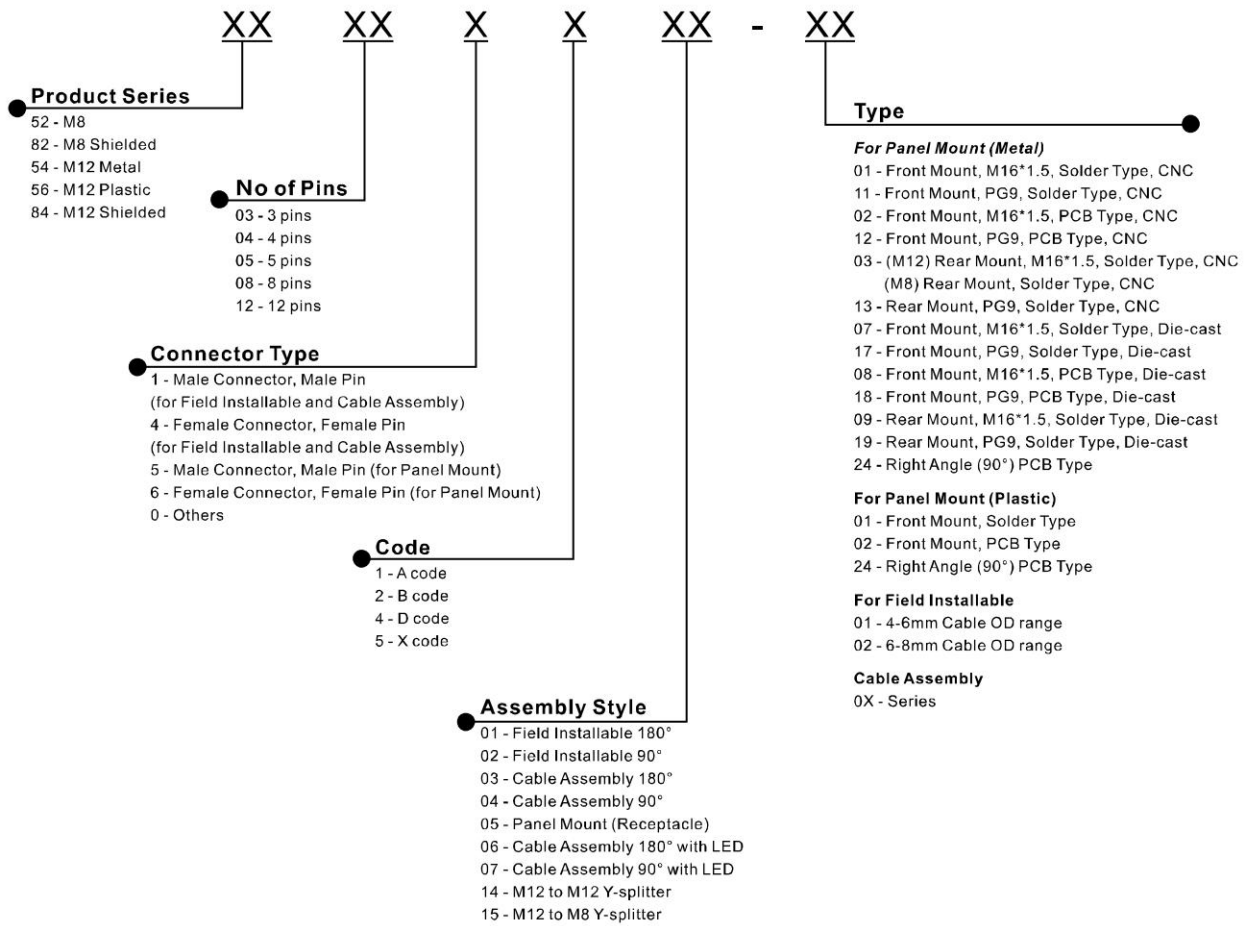 XX XX X X XX - XX
Product Series
52 - M8
82 - M8 Shielded
54 - M12 Metal
56 - M12 Plastic
84 - M12 Shielded
No of Pins
03 - 3 pins
04 - 4 pins
05 - 5 pins
08 - 8 pins
12 - 12 pins
Connector Type
1 - Male Connector, Male Pin
(for Field Installable and Cable Assembly)
4 - Female Connector, Female Pin
(for Field Installable and Cable Assembly)
5 - Male Connector, Male Pin (for Panel Mount)
6 - Female Connector, Female Pin (for Panel Mount)
0 - Others
Code
1 - A code
2 - B code
4 - D code
5 - X code
Assembly Style
01 - Field Installable 180°
02 - Field Installable 90°
03 - Cable Assembly 180°
04 - Cable Assembly 90°
05 - Panel Mount (Receptacle)
06 - Cable Assembly 180° with LED
07 - Cable Assembly 90° with LED
14 - M12 to M12 Y-splitter
15 - M12 to M8 Y-splitter
Type
For Panel Mount (Metal)
01 - Front Mount, M16*1.5, Solder Type, CNC
11 - Front Mount, PG9, Solder Type, CNC
02 - Front Mount, M16*1.5, PCB Type, CNC
12 - Front Mount, PG9, PCB Type, CNC
03 - (M12) Rear Mount, M16*1.5, Solder Type, CNC
(M8) Rear Mount, Solder Type, CNC
13 - Rear Mount, PG9, Solder Type, CNC
07 - Front Mount, M16*1.5, Solder Type, Die-cast
17 - Front Mount, PG9, Solder Type, Die-cast
08 - Front Mount, M16*1.5, PCB Type, Die-cast
18 - Front Mount, PG9, PCB Type, Die-cast
09 - Rear Mount, M16*1.5, Solder Type, Die-cast
19 - Rear Mount, PG9, Solder Type, Die-cast
24 - Right Angle (90°) PCB Type
For Panel Mount (Plastic)
01 - Front Mount, Solder Type
02 - Front Mount, PCB Type
24 - Right Angle (90°) PCB Type
For Field Installable
01 - 4-6mm Cable OD range
02 - 6-8mm Cable OD range
Cable Assembly
0X - Series